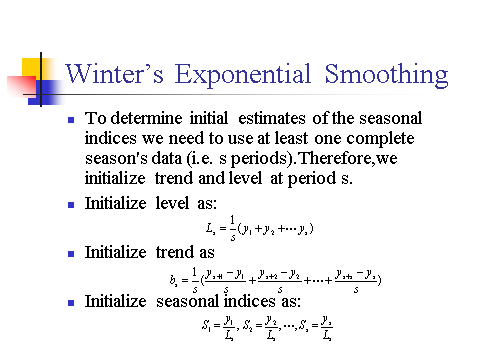 Winter's Exponential Smoothing
To determine initial estimates of the seasonal
indices we need to use at least one complete
season's data (i.e. s periods).Therefore,we
initialize trend and level at period s.
Initialize level as:
L_s = 1/s (y_1 + y_2 + ⋯ y_s)
Initialize trend as
b_s = 1/s ( (y_{s+1} − y_1)/s + (y_{s+2} − y_2)/s + ⋯ + (y_{s+s} − y_s)/s )
Initialize seasonal indices as:
S_1 = y_1/L_s , S_2 = y_2/L_s , ⋯, S_s = y_s/L_s